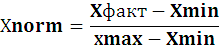 Xnorm = (Xфакт − Xmin) / (xmax − Xmin)